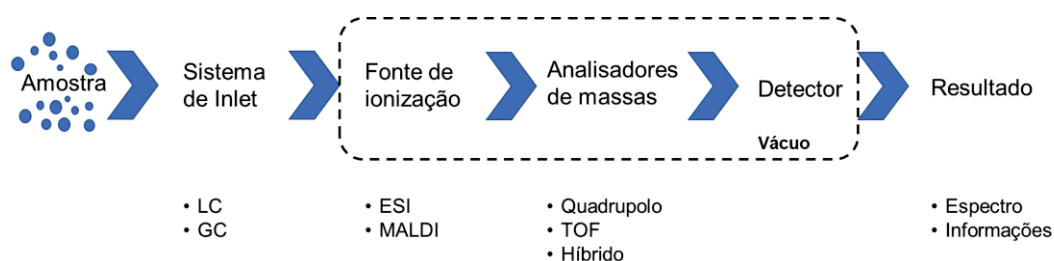 Amostra
Sistema
de Inlet
Fonte de
ionização
Analisadores
de massas
Detector
Vácuo
Resultado
• LC
• GC
• ESI
• MALDI
• Quadrupolo
• TOF
• Híbrido
• Espectro
• Informações